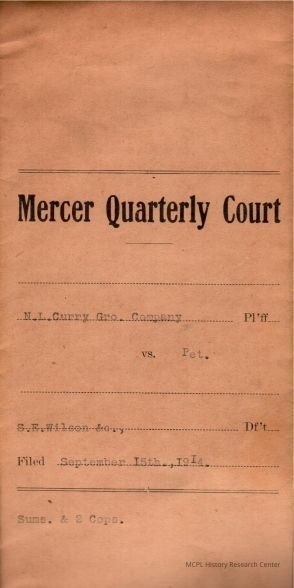 Mercer Quarterly Court
N.L.Curry Gro. Company Pl'ff
vs. Pet.
S.E.Wilson &c., Df't
Filed September 15th.,1914.
Sums. & 2 Cops.
MCPL History Research Center